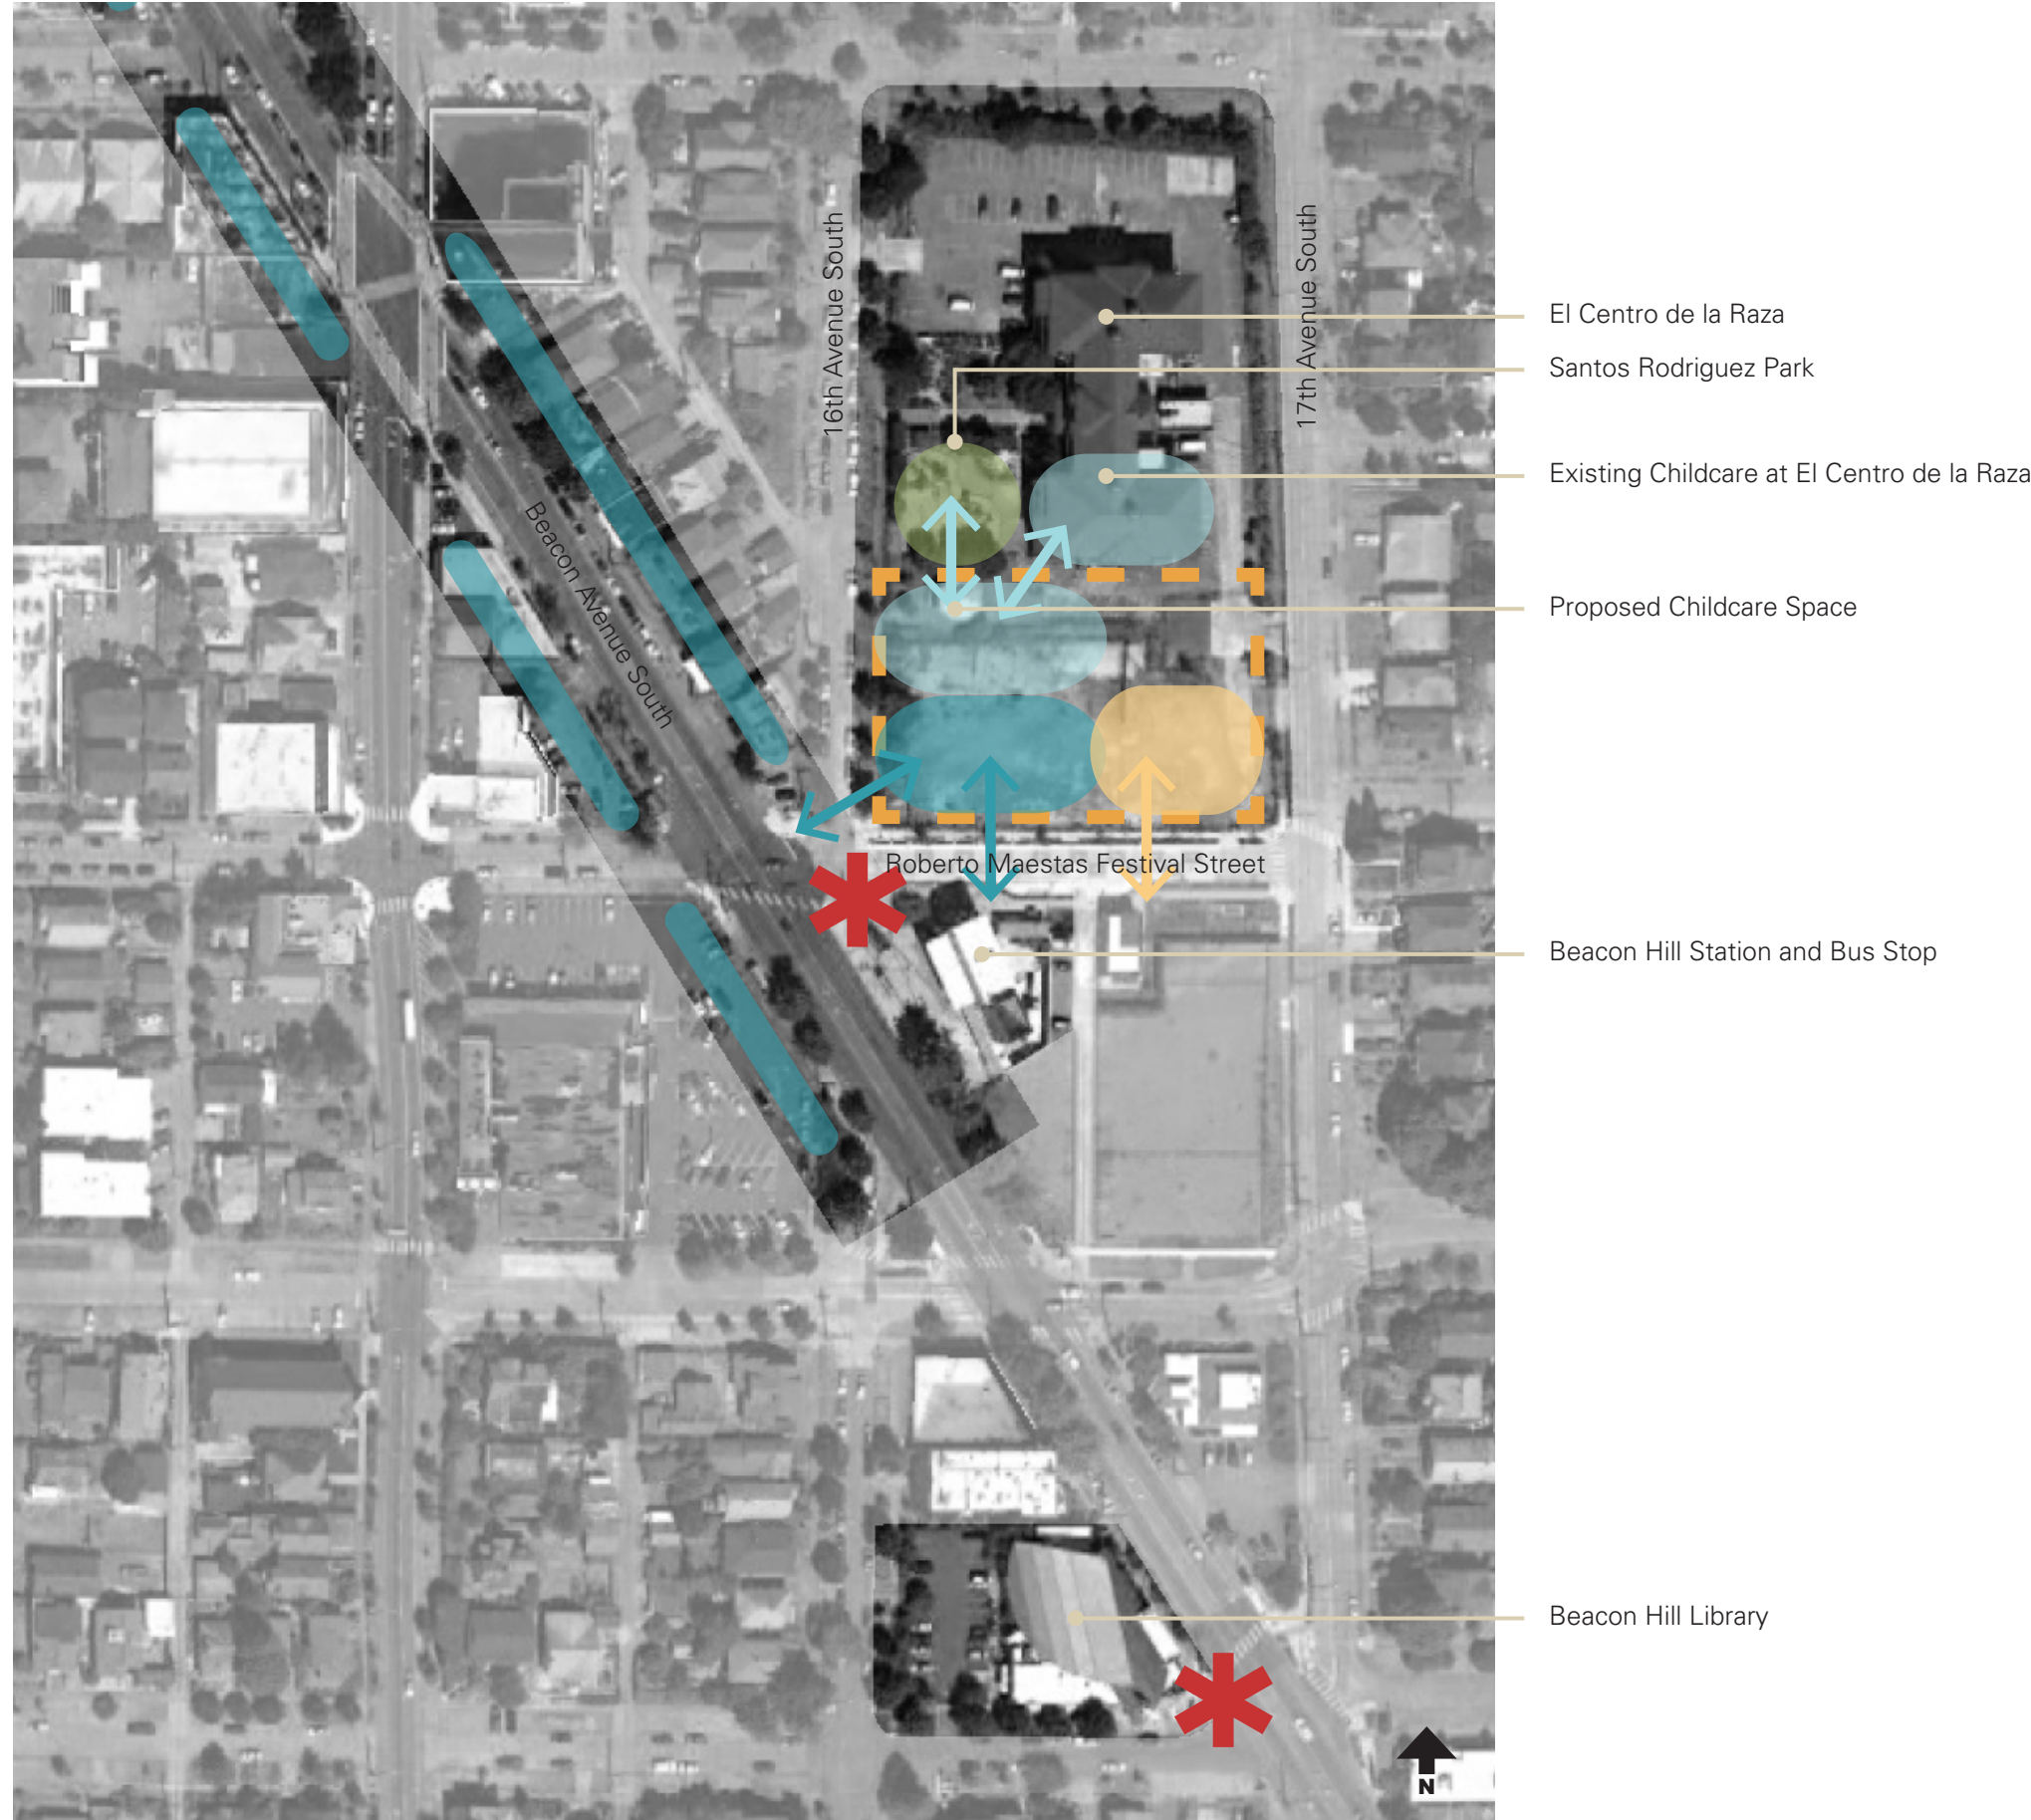 16th Avenue South
17th Avenue South
El Centro de la Raza
Santos Rodriguez Park
Existing Childcare at El Centro de la Raza
Beacon Avenue South
Proposed Childcare Space
Roberto Maestas Festival Street
Beacon Hill Station and Bus Stop
Beacon Hill Library
N